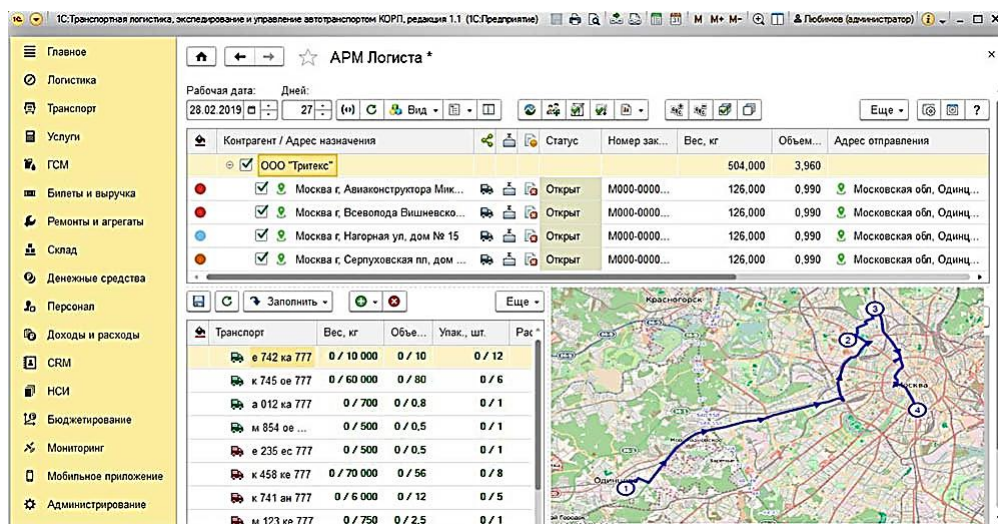 1С:Транспортная логистика, экспедирование и управление автотранспортом КОРП, редакция 1.1 (1С:Предприятие) M M+ M- Любимов (администратор)
Главное
Логистика
Транспорт
Услуги
ГСМ
Билеты и выручка
Ремонты и агрегаты
Склад
Денежные средства
Персонал
Доходы и расходы
CRM
НСИ
Бюджетирование
Мониторинг
Мобильное приложение
Администрирование
АРМ Логиста *
Рабочая дата: Дней:
28.02.2019 27 Вид Еще ?
Контрагент / Адрес назначения Статус Номер зак... Вес, кг Объем... Адрес отправления
ООО "Тритекс" 504,000 3,960
Москва г, Авиаконструктора Мик... Открыт М000-0000... 126,000 0,990 Московская обл, Одинц...
Москва г, Всеволода Вишневско... Открыт М000-0000... 126,000 0,990 Московская обл, Одинц...
Москва г, Нагорная ул, дом № 15 Открыт М000-0000... 126,000 0,990 Московская обл, Одинц...
Москва г, Серпуховская пл, дом ... Открыт М000-0000... 126,000 0,990 Московская обл, Одинц...
Заполнить Еще
Транспорт Вес, кг Объе... Упак., шт. Рас
е 742 ка 777 0 / 10 000 0 / 10 0 / 12
к 745 ое 777 0 / 60 000 0 / 80 0 / 6
а 012 ка 777 0 / 700 0 / 0,8 0 / 1
м 854 ое ... 0 / 500 0 / 0,5 0 / 1
е 235 ес 777 0 / 500 0 / 0,5 0 / 1
к 458 ке 777 0 / 70 000 0 / 56 0 / 8
к 741 ан 777 0 / 6 000 0 / 12 0 / 5
м 123 ке 777 0 / 750 0 / 2,5 0 / 1
Красногорск
3
2
Москва
4
Одинцово
1